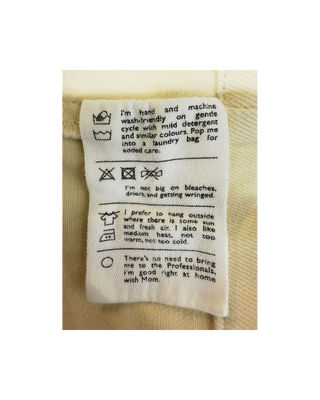 I'm hand and machine
wash-friendly on gentle
cycle with mild detergent
and similar colours. Pop me
into a laundry bag for
added care.
I'm not big on bleaches,
driers, and getting wringed.
I prefer to hang outside
where there is some sun
and fresh air. I also like
medium heat, not too
warm, not too cold.
There's no need to bring
me to the Professionals,
I'm good right at home
with Mom.